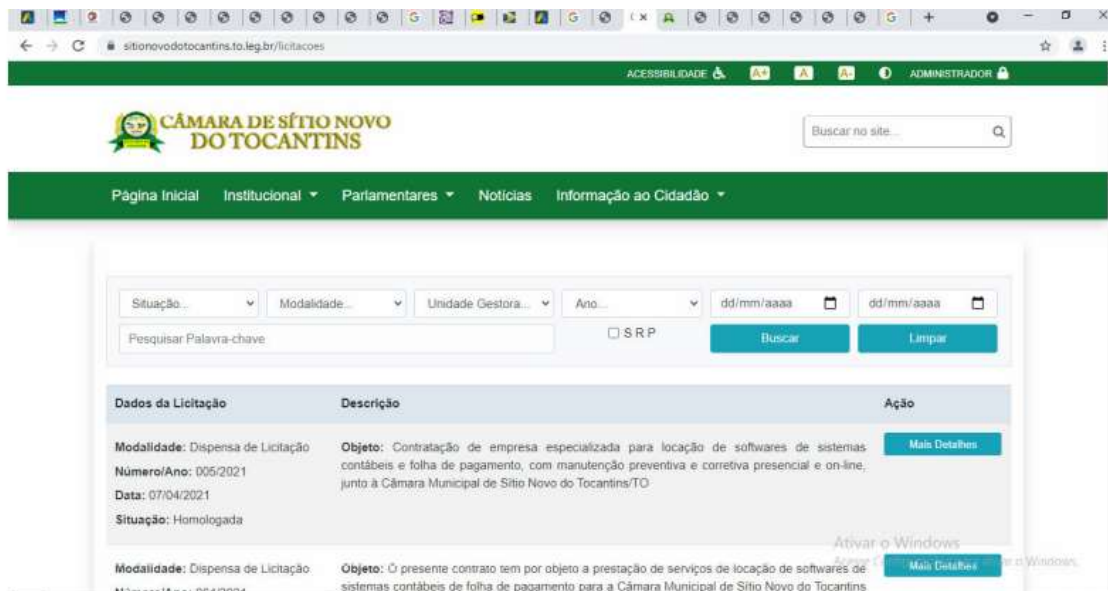 sitionovodotocantins.to.leg.br/licitacoes
ACESSIBILIDADE A+ A A- ADMINISTRADOR
CÂMARA DE SÍTIO NOVO
DO TOCANTINS
Buscar no site...
Página Inicial Institucional Parlamentares Notícias Informação ao Cidadão
Situação... Modalidade... Unidade Gestora... Ano... dd/mm/aaaa dd/mm/aaaa
Pesquisar Palavra-chave S R P Buscar Limpar
Dados da Licitação Descrição Ação
Modalidade: Dispensa de Licitação Objeto: Contratação de empresa especializada para locação de softwares de sistemas Mais Detalhes
Número/Ano: 005/2021 contábeis e folha de pagamento, com manutenção preventiva e corretiva presencial e on-line,
Data: 07/04/2021 junto à Câmara Municipal de Sítio Novo do Tocantins/TO
Situação: Homologada
Ativar o Windows
Modalidade: Dispensa de Licitação Objeto: O presente contrato tem por objeto a prestação de serviços de locação de softwares de Mais Detalhes
sistemas contábeis de folha de pagamento para a Câmara Municipal de Sítio Novo do Tocantins